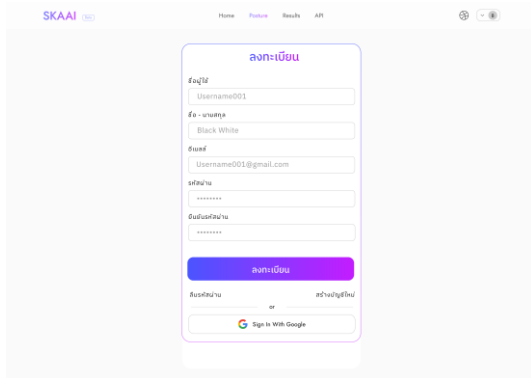 SKAAI
Home Feature Results API
ลงทะเบียน
ชื่อผู้ใช้
Username001
ชื่อ - นามสกุล
Black White
อีเมลล์
Username001@gmail.com
รหัสผ่าน
********
ยืนยันรหัสผ่าน
********
ลงทะเบียน
ลืมรหัสผ่าน สร้างบัญชีใหม่
or
Sign In With Google